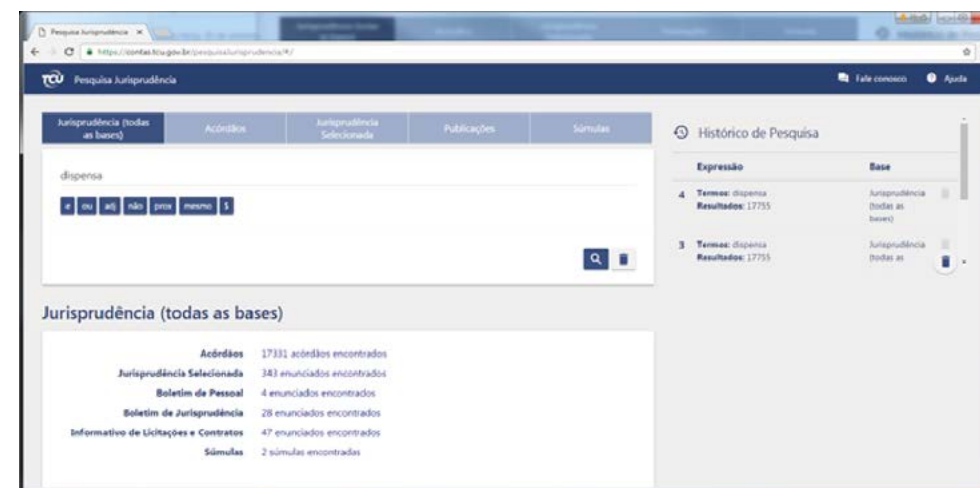 Pesquisa Jurisprudência
https://contas.tcu.gov.br/pesquisaJurisprudencia/#/
TCU Pesquisa Jurisprudência
Fale conosco
Ajuda
Jurisprudência (todas
as bases)
Acórdãos
Jurisprudência
Selecionada
Publicações
Súmulas
dispensa
e ou adj não prox mesmo $
Histórico de Pesquisa
Expressão Base
4 Termos: dispensa Jurisprudência
Resultados: 17755 (todas as
bases)
3 Termos: dispensa Jurisprudência
Resultados: 17755 (todas as
Jurisprudência (todas as bases)
Acórdãos 17331 acórdãos encontrados
Jurisprudência Selecionada 343 enunciados encontrados
Boletim de Pessoal 4 enunciados encontrados
Boletim de Jurisprudência 28 enunciados encontrados
Informativo de Licitações e Contratos 47 enunciados encontrados
Súmulas 2 súmulas encontradas